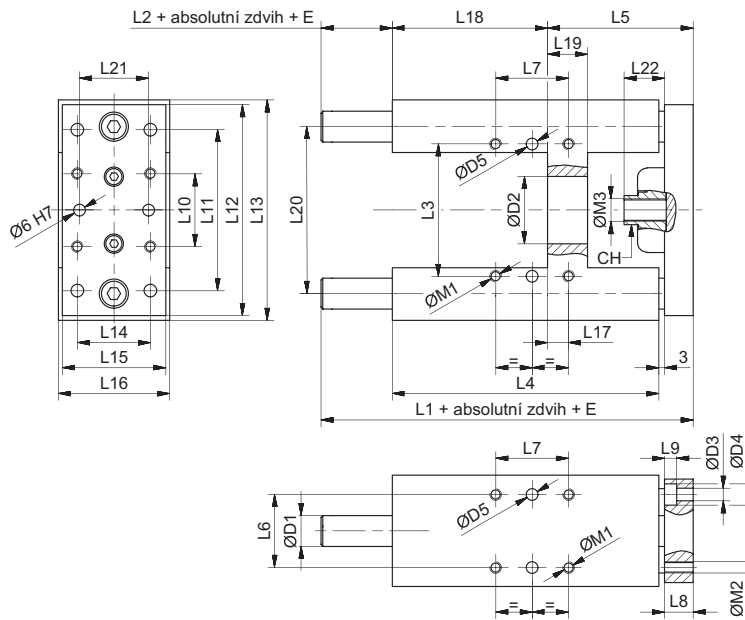 L2 + absolutní zdvih + E
L18
L5
L19
L21
L7
L22
ØD5
Ø6 H7
L10
L11
L12
L13
L20
L3
ØD2
ØM3
CH
ØM1
L14
L17
L15
= =
3
L16
L4
L1 + absolutní zdvih + E
L7
L9
ØD3
ØD4
L6
ØD1
ØD5
ØM1
= =
L8
ØM2